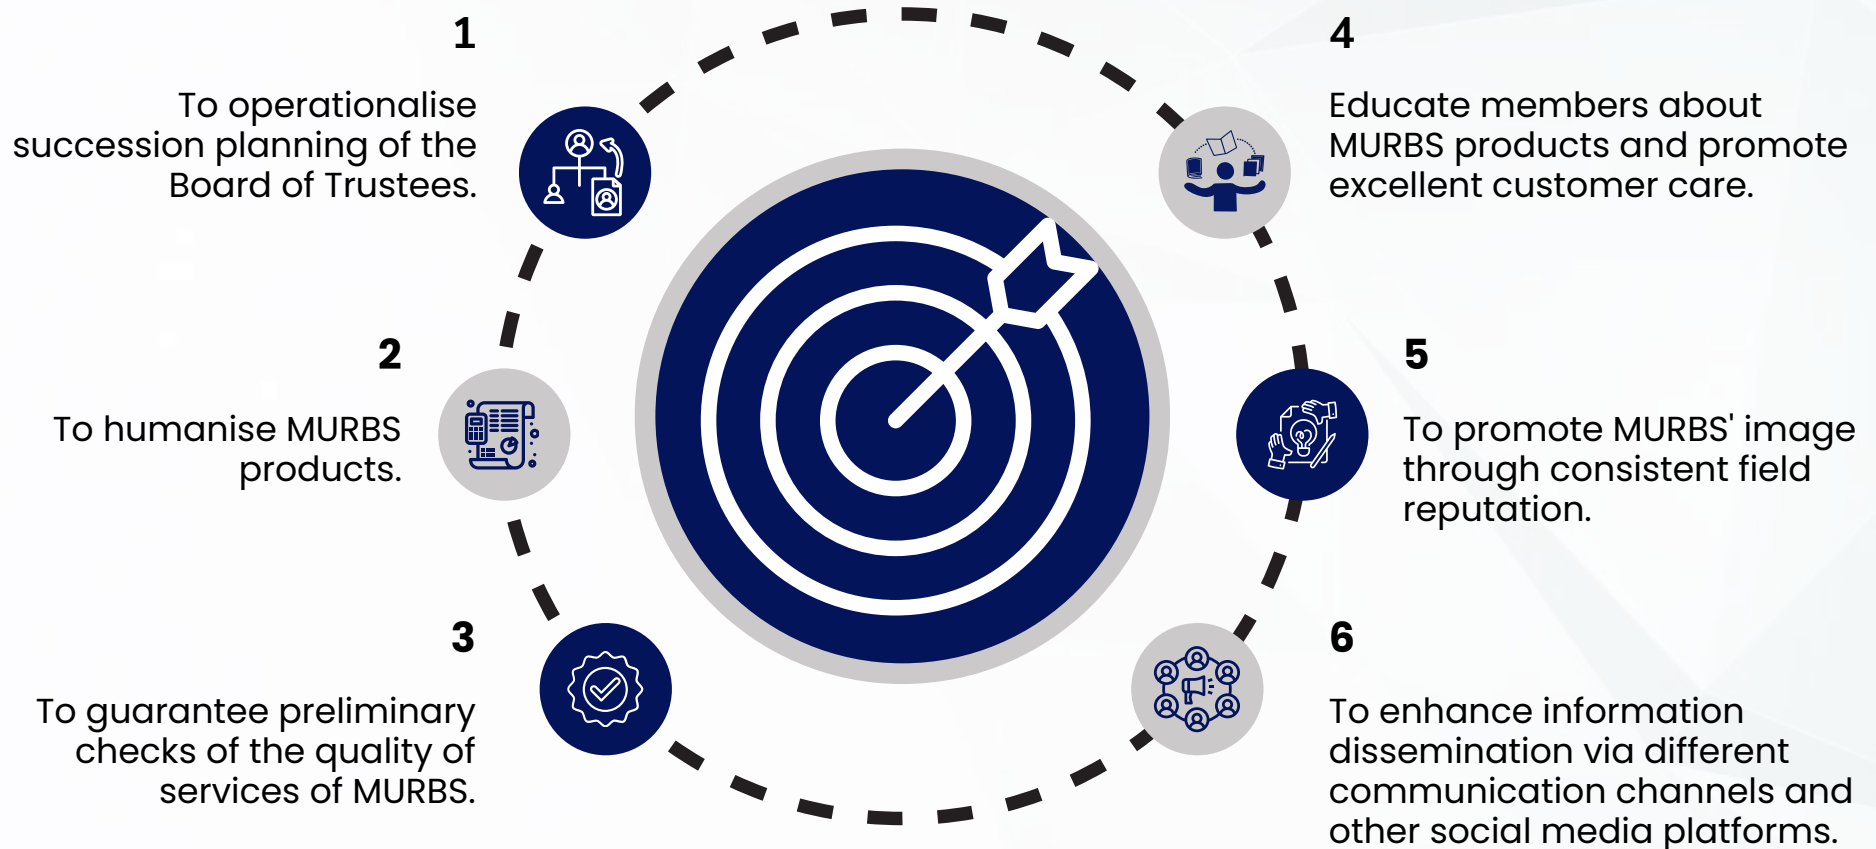 1
To operationalise
succession planning of the
Board of Trustees.
2
To humanise MURBS
products.
3
To guarantee preliminary
checks of the quality of
services of MURBS.
4
Educate members about
MURBS products and promote
excellent customer care.
5
To promote MURBS' image
through consistent field
reputation.
6
To enhance information
dissemination via different
communication channels and
other social media platforms.